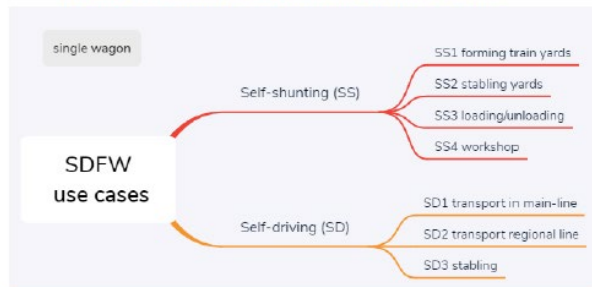 single wagon
SDFW
use cases
Self-shunting (SS)
SS1 forming train yards
SS2 stabling yards
SS3 loading/unloading
SS4 workshop
Self-driving (SD)
SD1 transport in main-line
SD2 transport regional line
SD3 stabling